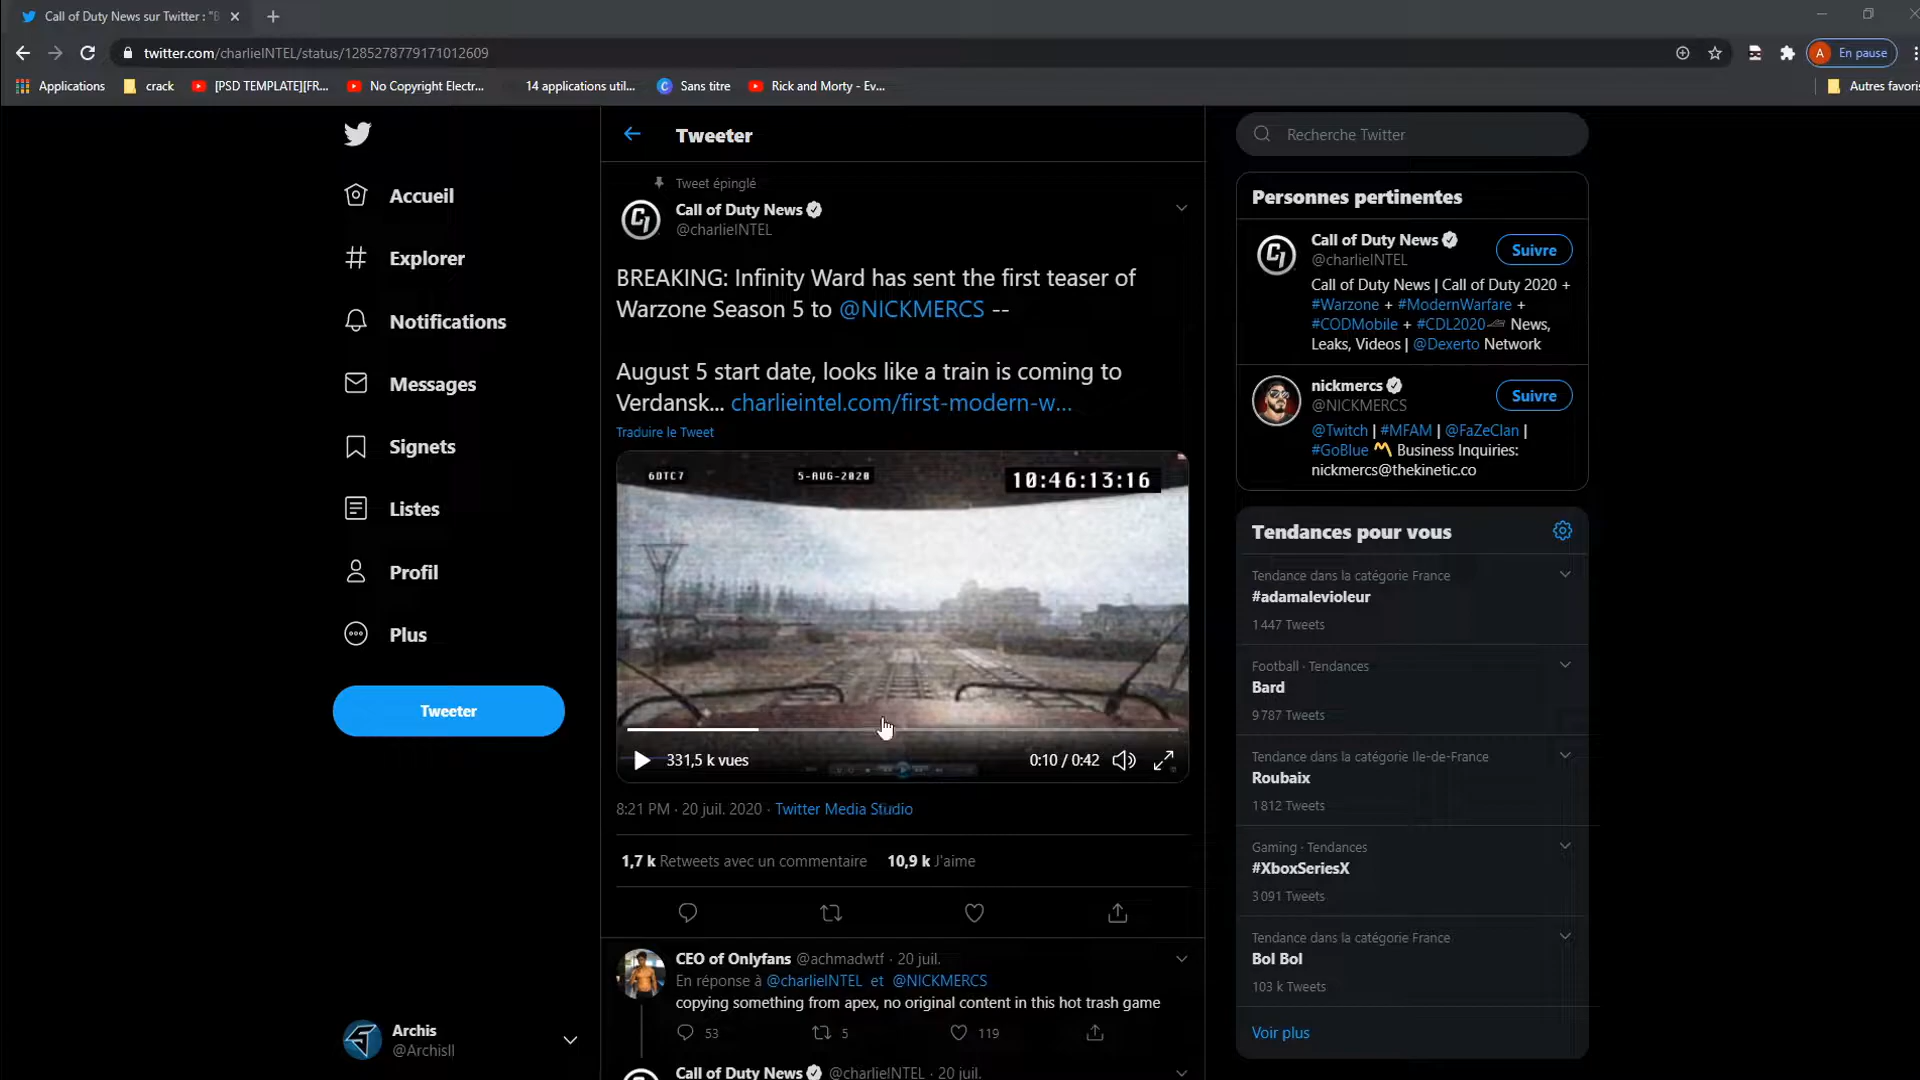 Call of Duty News sur Twitter : "B
twitter.com/charlieINTEL/status/1285278779171012609
En pause
A
Applications
crack
[PSD TEMPLATE][FR...
No Copyright Electr...
14 applications util...
Sans titre
Rick and Morty - Ev...
Autres favoris
Accueil
Explorer
Notifications
Messages
Signets
Listes
Profil
Plus
Tweeter
Archis
@Archisll
Tweeter
Tweet épinglé
Call of Duty News
@charlieINTEL
BREAKING: Infinity Ward has sent the first teaser of
Warzone Season 5 to @NICKMERCS --
August 5 start date, looks like a train is coming to
Verdansk... charlieintel.com/first-modern-w...
Traduire le Tweet
6DTC7
5-AUG-2020
10:46:13:16
331,5 k vues
0:10 / 0:42
8:21 PM · 20 juil. 2020 · Twitter Media Studio
1,7 k Retweets avec un commentaire 10,9 k J'aime
CEO of Onlyfans @achmadwtf · 20 juil.
En réponse à @charlieINTEL et @NICKMERCS
copying something from apex, no original content in this hot trash game
53 5 119
Call of Duty News @charlieINTEL · 20 juil.
Recherche Twitter
Personnes pertinentes
Call of Duty News
@charlieINTEL
Suivre
Call of Duty News | Call of Duty 2020 +
#Warzone + #ModernWarfare +
#CODMobile + #CDL2020 News,
Leaks, Videos | @Dexerto Network
nickmercs
@NICKMERCS
Suivre
@Twitch | #MFAM | @FaZeClan |
#GoBlue Business Inquiries:
nickmercs@thekinetic.co
Tendances pour vous
Tendance dans la catégorie France
#adamalevioleur
1 447 Tweets
Football · Tendances
Bard
9 787 Tweets
Tendance dans la catégorie Ile-de-France
Roubaix
1 812 Tweets
Gaming · Tendances
#XboxSeriesX
3 091 Tweets
Tendance dans la catégorie France
Bol Bol
103 k Tweets
Voir plus